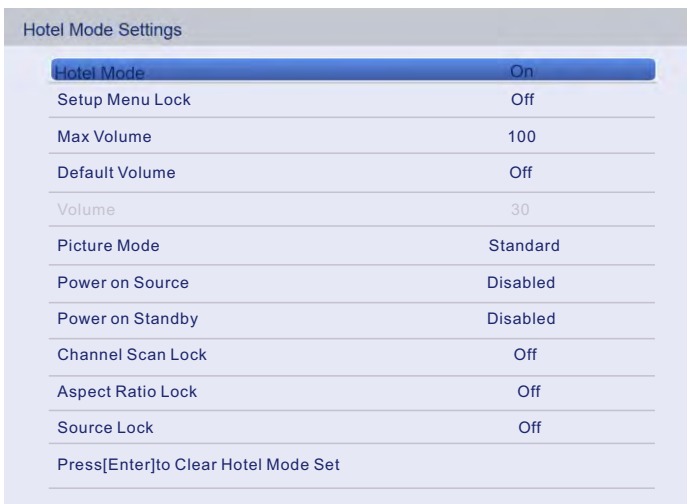 Hotel Mode Settings
Hotel Mode On
Setup Menu Lock Off
Max Volume 100
Default Volume Off
Volume 30
Picture Mode Standard
Power on Source Disabled
Power on Standby Disabled
Channel Scan Lock Off
Aspect Ratio Lock Off
Source Lock Off
Press[Enter]to Clear Hotel Mode Set